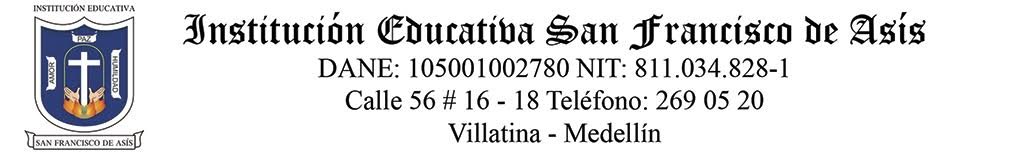 INSTITUCIÓN EDUCATIVA
PAZ
AMOR
HUMILDAD
SAN FRANCISCO DE ASÍS
Institución Educativa San Francisco de Asís
DANE: 105001002780 NIT: 811.034.828-1
Calle 56 # 16 - 18 Teléfono: 269 05 20
Villatina - Medellín